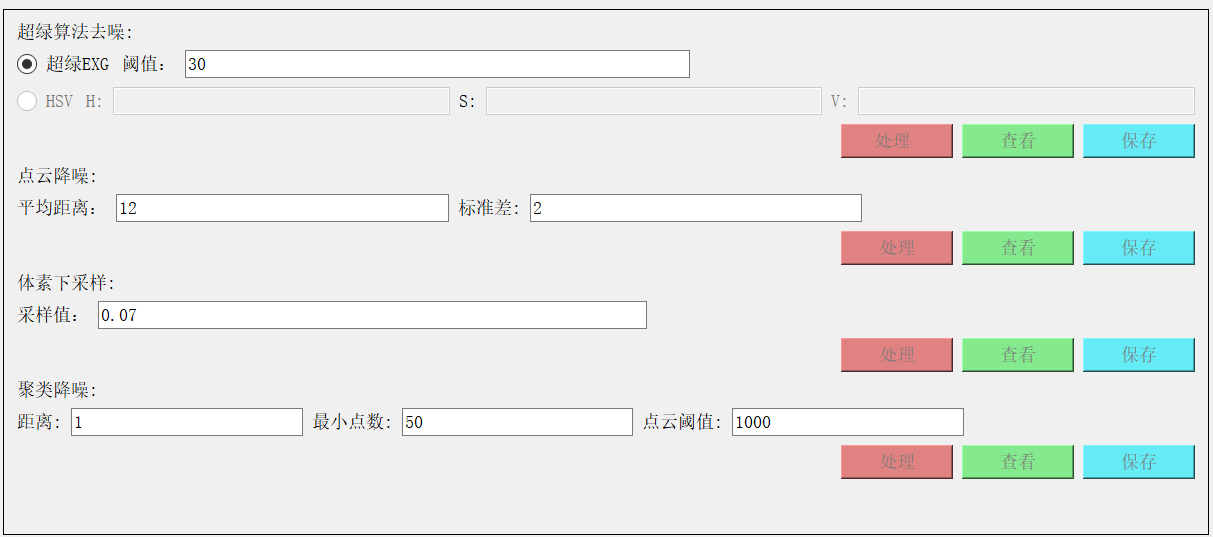 超绿算法去噪:
超绿EXG 阈值: 30
HSV H: S: V:
处理 查看 保存
点云降噪:
平均距离: 12 标准差: 2
处理 查看 保存
体素下采样:
采样值: 0.07
处理 查看 保存
聚类降噪:
距离: 1 最小点数: 50 点云阈值: 1000
处理 查看 保存